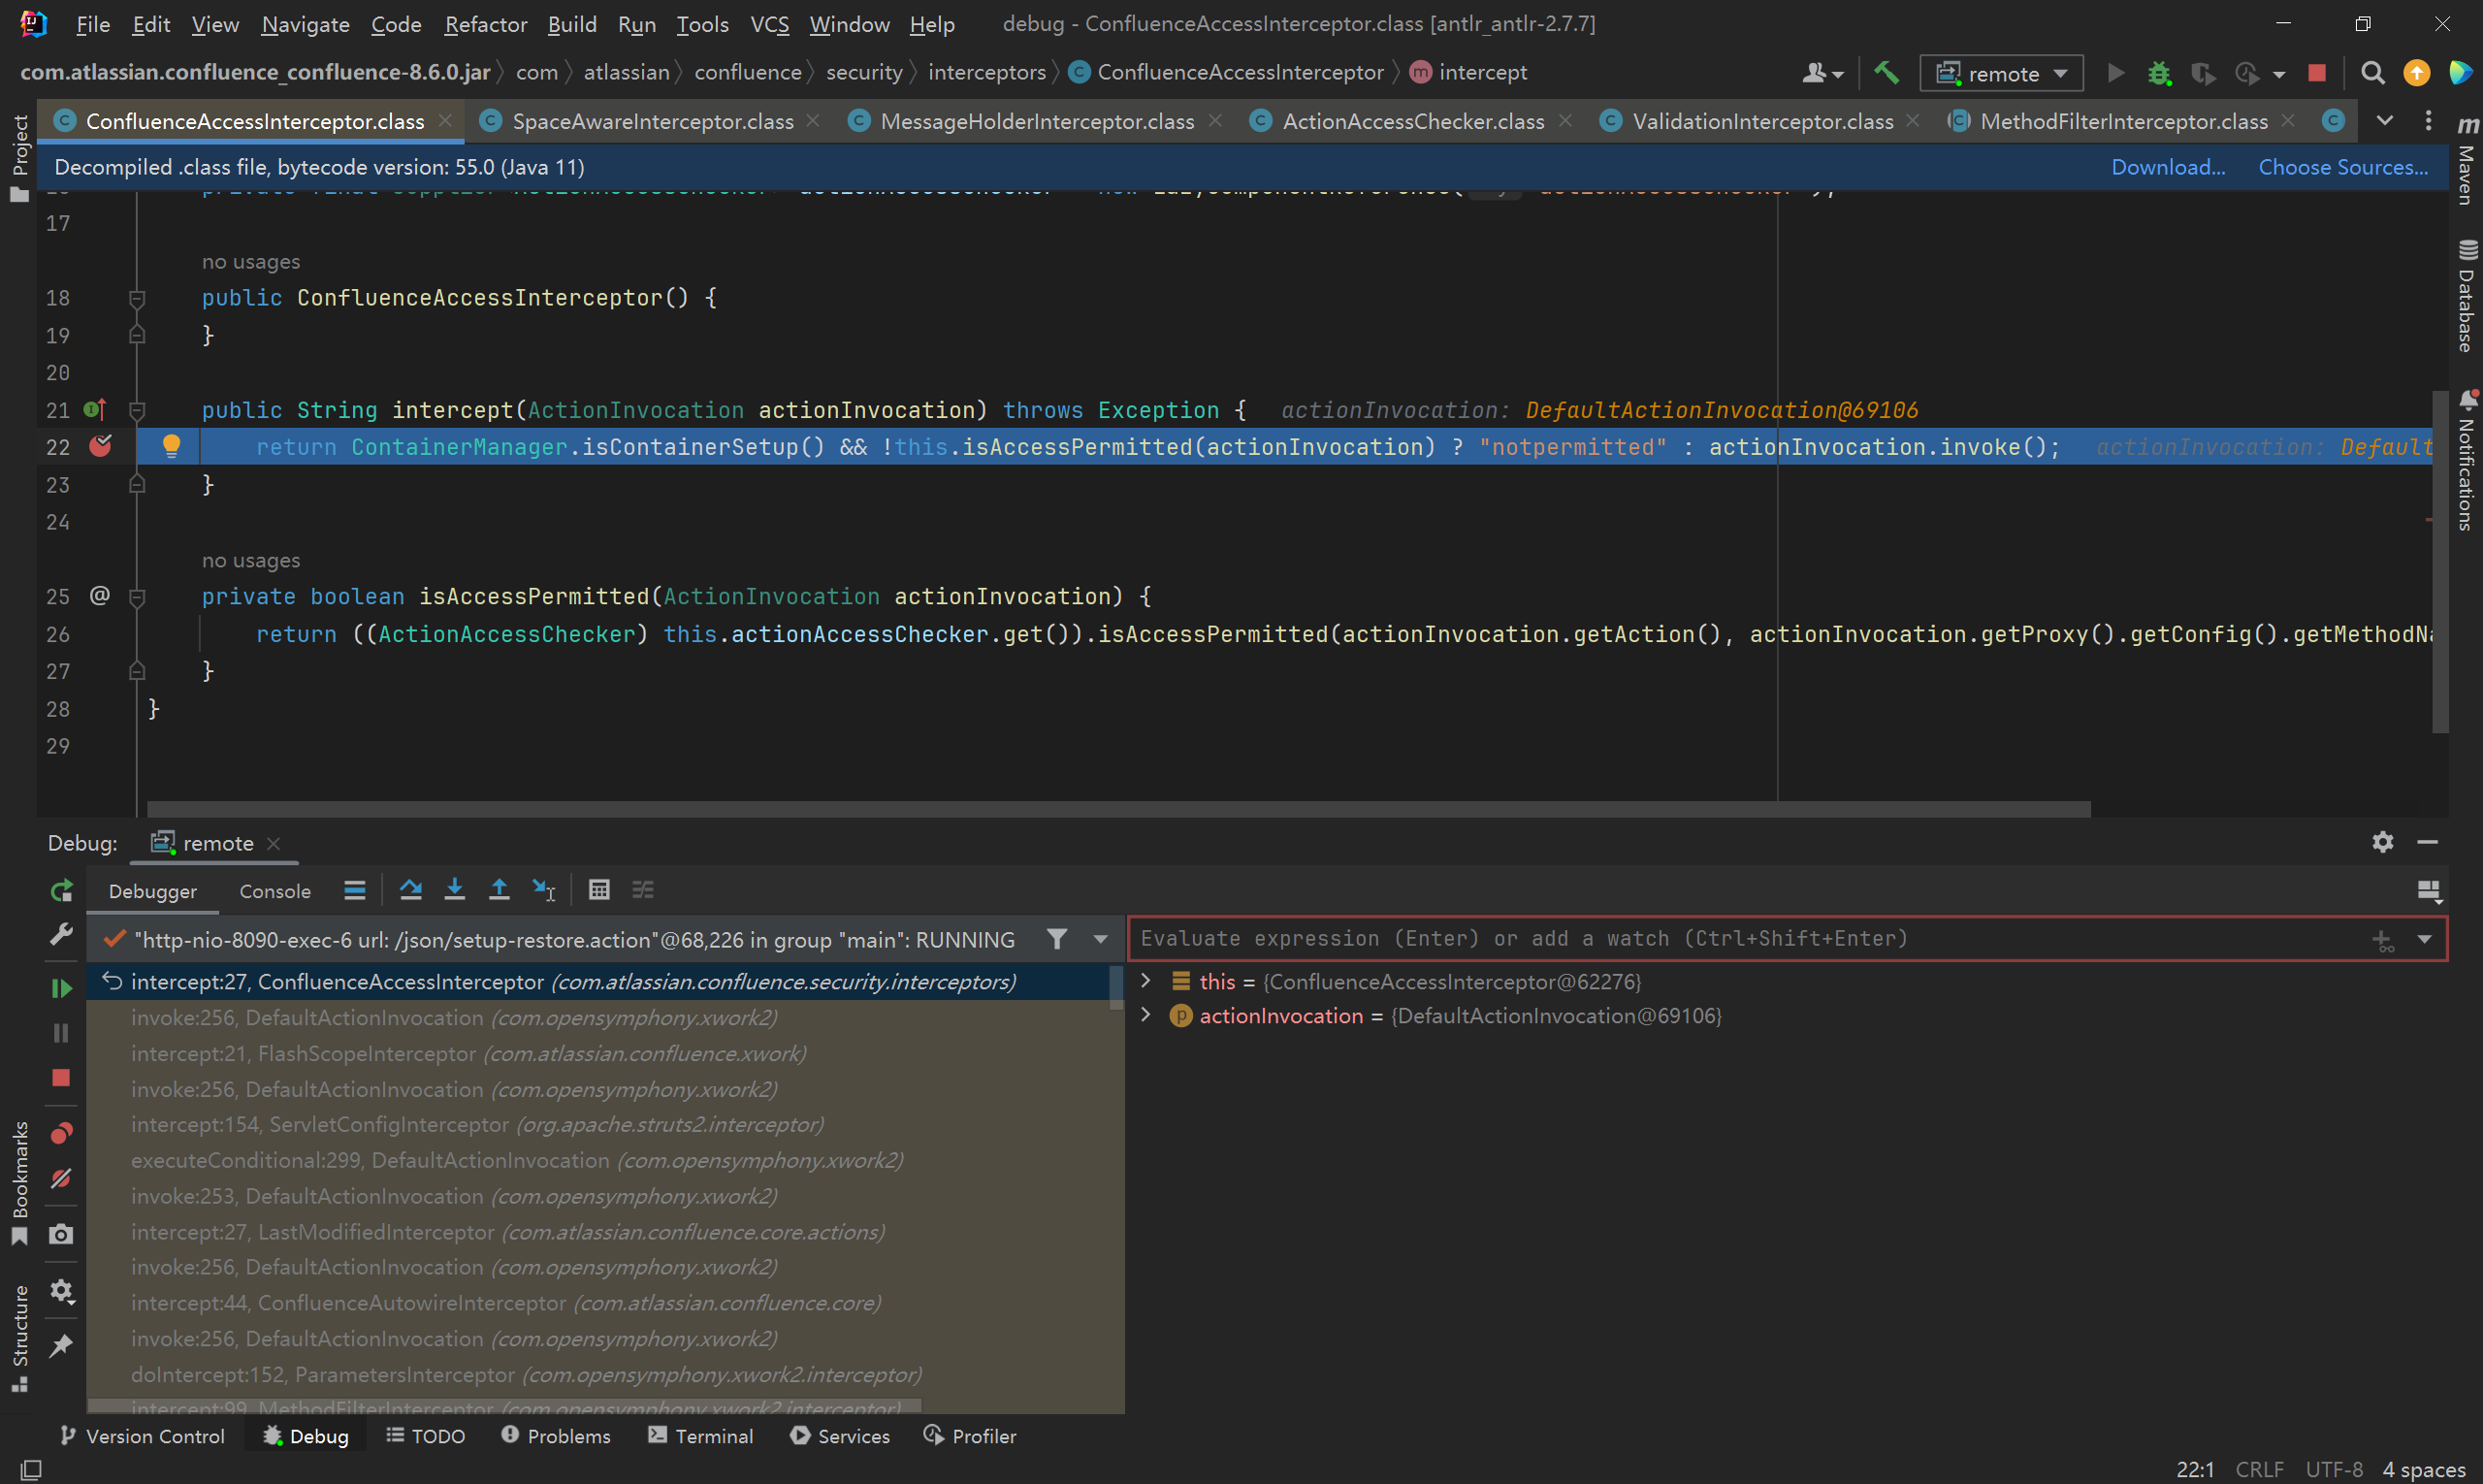 File Edit View Navigate Code Refactor Build Run Tools VCS Window Help debug - ConfluenceAccessInterceptor.class [antlr_antlr-2.7.7]
com.atlassian.confluence_confluence-8.6.0.jar com atlassian confluence security interceptors ConfluenceAccessInterceptor intercept remote
ConfluenceAccessInterceptor.class SpaceAwareInterceptor.class MessageHolderInterceptor.class ActionAccessChecker.class ValidationInterceptor.class MethodFilterInterceptor.class
Decompiled .class file, bytecode version: 55.0 (Java 11) Download... Choose Sources...
17
no usages
18 public ConfluenceAccessInterceptor() {
19 }
20
21 public String intercept(ActionInvocation actionInvocation) throws Exception { actionInvocation: DefaultActionInvocation@69106
22 return ContainerManager.isContainerSetup() && !this.isAccessPermitted(actionInvocation) ? "notpermitted" : actionInvocation.invoke(); actionInvocation: Default
23 }
24
no usages
25 @ private boolean isAccessPermitted(ActionInvocation actionInvocation) {
26 return ((ActionAccessChecker) this.actionAccessChecker.get()).isAccessPermitted(actionInvocation.getAction(), actionInvocation.getProxy().getConfig().getMethodNa
27 }
28 }
29
Debug: remote
Debugger Console
"http-nio-8090-exec-6 url: /json/setup-restore.action"@68,226 in group "main": RUNNING
intercept:27, ConfluenceAccessInterceptor (com.atlassian.confluence.security.interceptors)
invoke:256, DefaultActionInvocation (com.opensymphony.xwork2)
intercept:21, FlashScopeInterceptor (com.atlassian.confluence.xwork)
invoke:256, DefaultActionInvocation (com.opensymphony.xwork2)
intercept:154, ServletConfigInterceptor (org.apache.struts2.interceptor)
executeConditional:299, DefaultActionInvocation (com.opensymphony.xwork2)
invoke:253, DefaultActionInvocation (com.opensymphony.xwork2)
intercept:27, LastModifiedInterceptor (com.atlassian.confluence.core.actions)
invoke:256, DefaultActionInvocation (com.opensymphony.xwork2)
intercept:44, ConfluenceAutowireInterceptor (com.atlassian.confluence.core)
invoke:256, DefaultActionInvocation (com.opensymphony.xwork2)
doIntercept:152, ParametersInterceptor (com.opensymphony.xwork2.interceptor)
intercept:99, MethodFilterInterceptor (com.opensymphony.xwork2.interceptor)
Evaluate expression (Enter) or add a watch (Ctrl+Shift+Enter)
this = {ConfluenceAccessInterceptor@62276}
actionInvocation = {DefaultActionInvocation@69106}
Project
Bookmarks
Structure
Maven
Database
Notifications
Version Control Debug TODO Problems Terminal Services Profiler
22:1 CRLF UTF-8 4 spaces